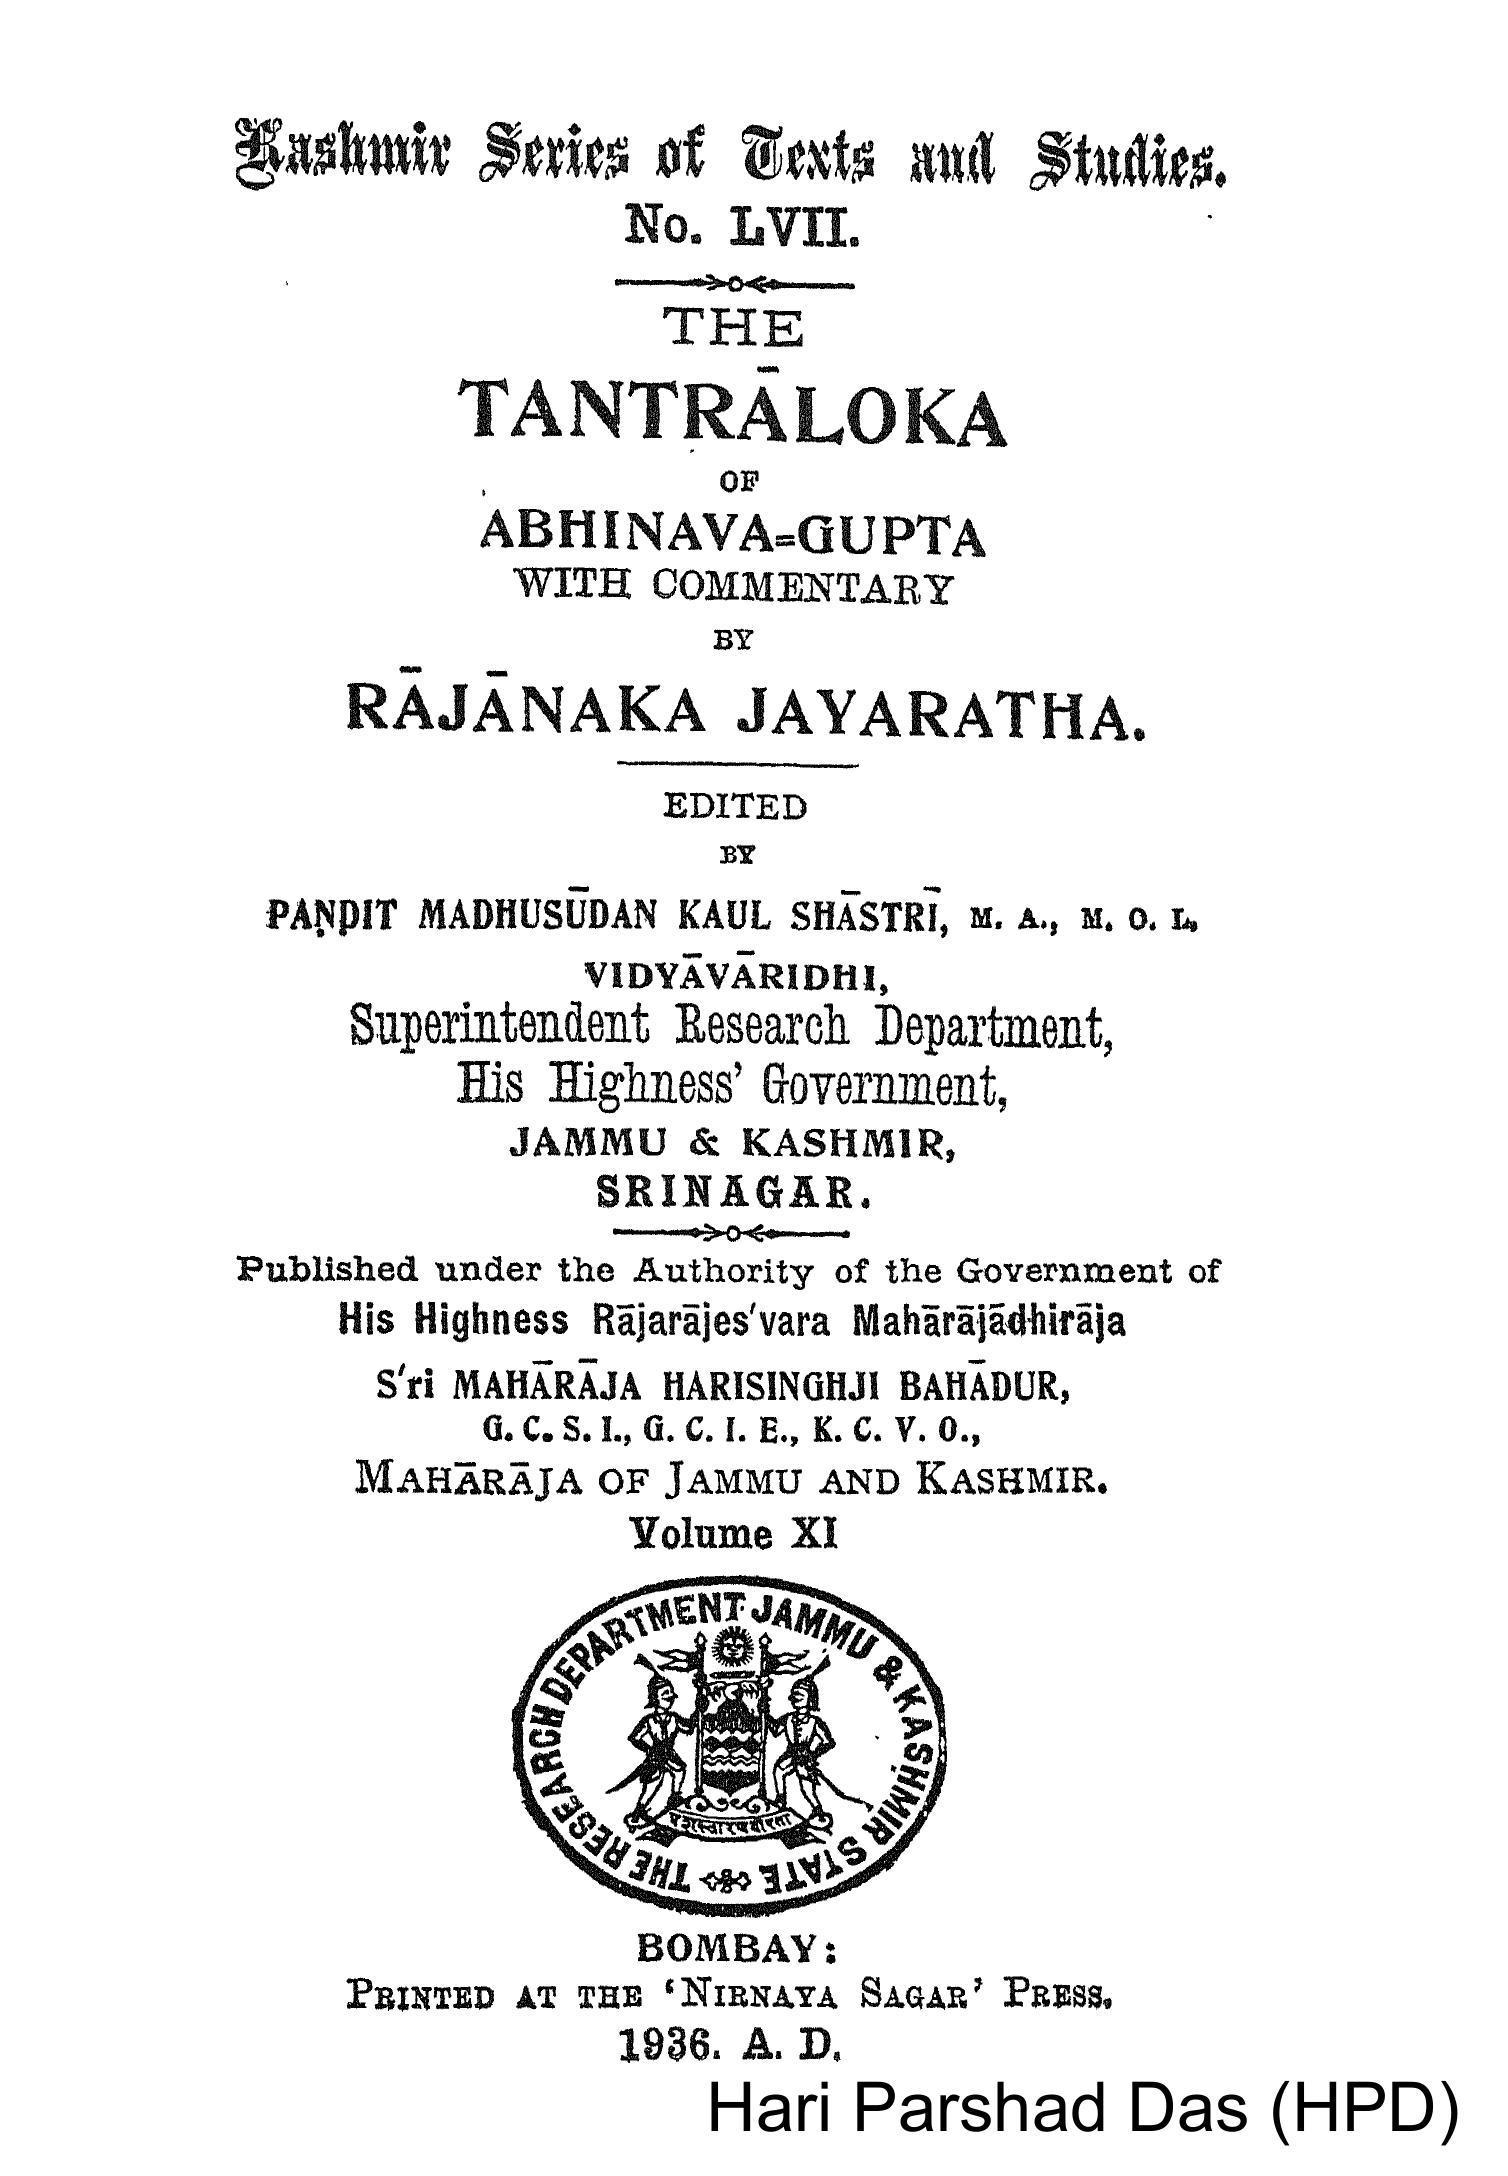 Kashmir Series of Texts and Studies.
No. LVII.
THE
TANTRĀLOKA
OF
ABHINAVA=GUPTA
WITH COMMENTARY
BY
RĀJĀNAKA JAYARATHA.
EDITED
BY
PAṆḌIT MADHUSŪDAN KAUL SHĀSTRĪ, M. A., M. O. L,
VIDYĀVĀRIDHI,
Superintendent Research Department,
His Highness' Government,
JAMMU & KASHMIR,
SRINAGAR.
Published under the Authority of the Government of
His Highness Rājarājes'vara Mahārājādhirāja
S'ri MAHĀRĀJA HARISINGHJI BAHĀDUR,
G. C. S. I., G. C. I. E., K. C. V. O.,
MAHĀRĀJA OF JAMMU AND KASHMIR.
Volume XI
THE RESEARCH DEPARTMENT JAMMU & KASHMIR STATE
BOMBAY:
PRINTED AT THE 'NIRNAYA SAGAR' PRESS.
1936. A. D.
Hari Parshad Das (HPD)